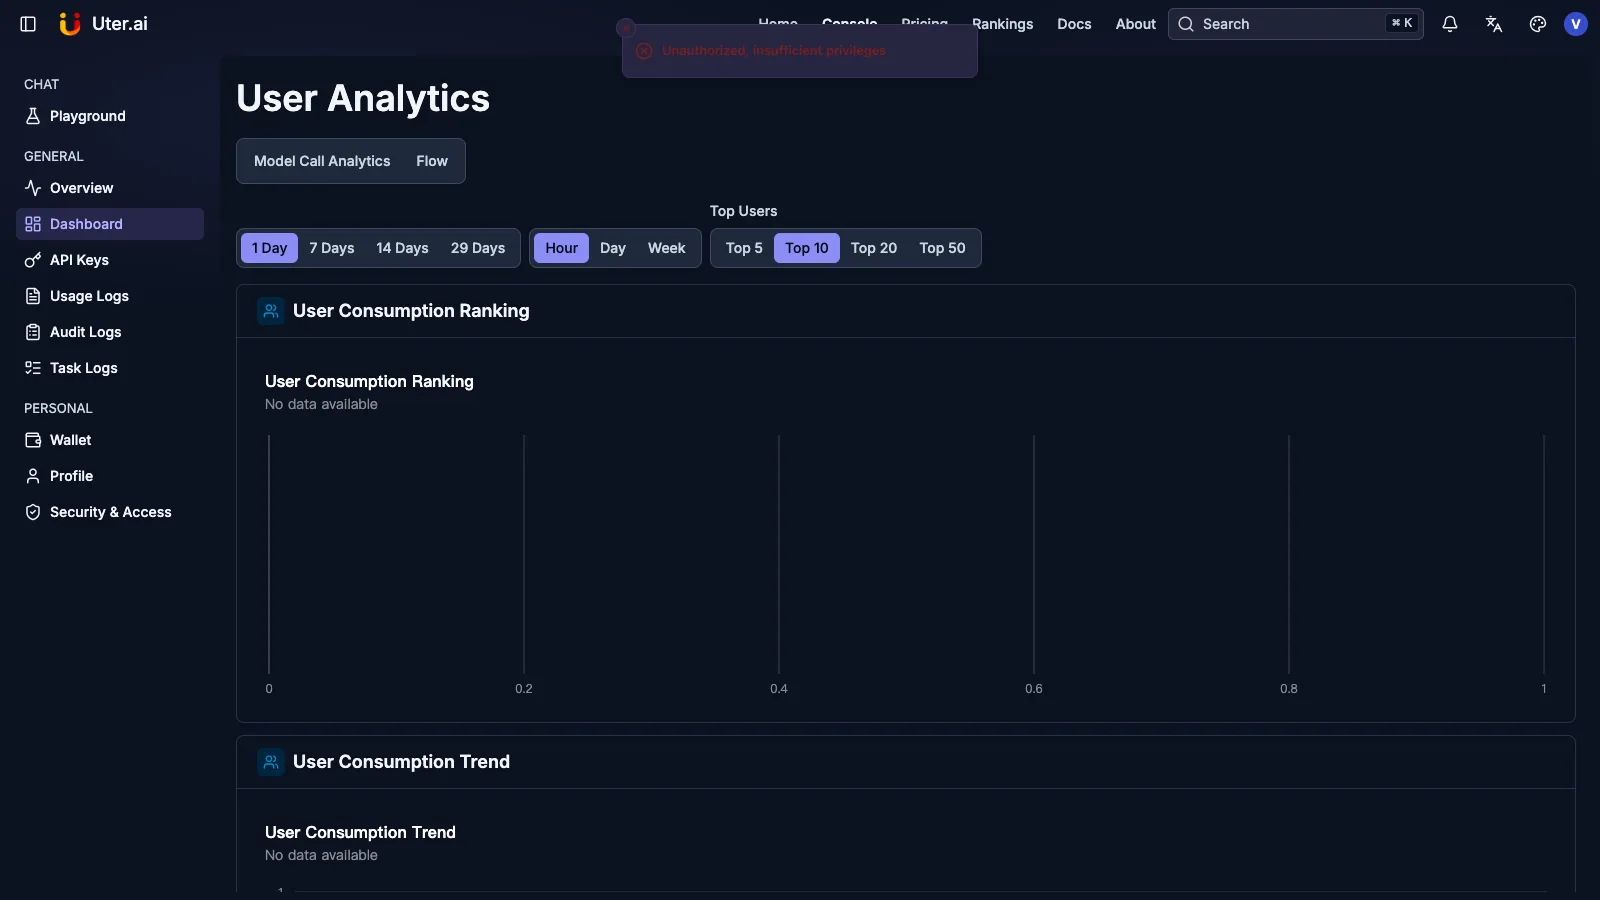 Uter.ai
Home
Console
Pricing
Rankings
Docs
About
Search
⌘ K
V
Unauthorized, insufficient privileges
CHAT
Playground
GENERAL
Overview
Dashboard
API Keys
Usage Logs
Audit Logs
Task Logs
PERSONAL
Wallet
Profile
Security & Access
User Analytics
Model Call Analytics
Flow
Top Users
1 Day
7 Days
14 Days
29 Days
Hour
Day
Week
Top 5
Top 10
Top 20
Top 50
User Consumption Ranking
User Consumption Ranking
No data available
0
0.2
0.4
0.6
0.8
1
User Consumption Trend
User Consumption Trend
No data available
1